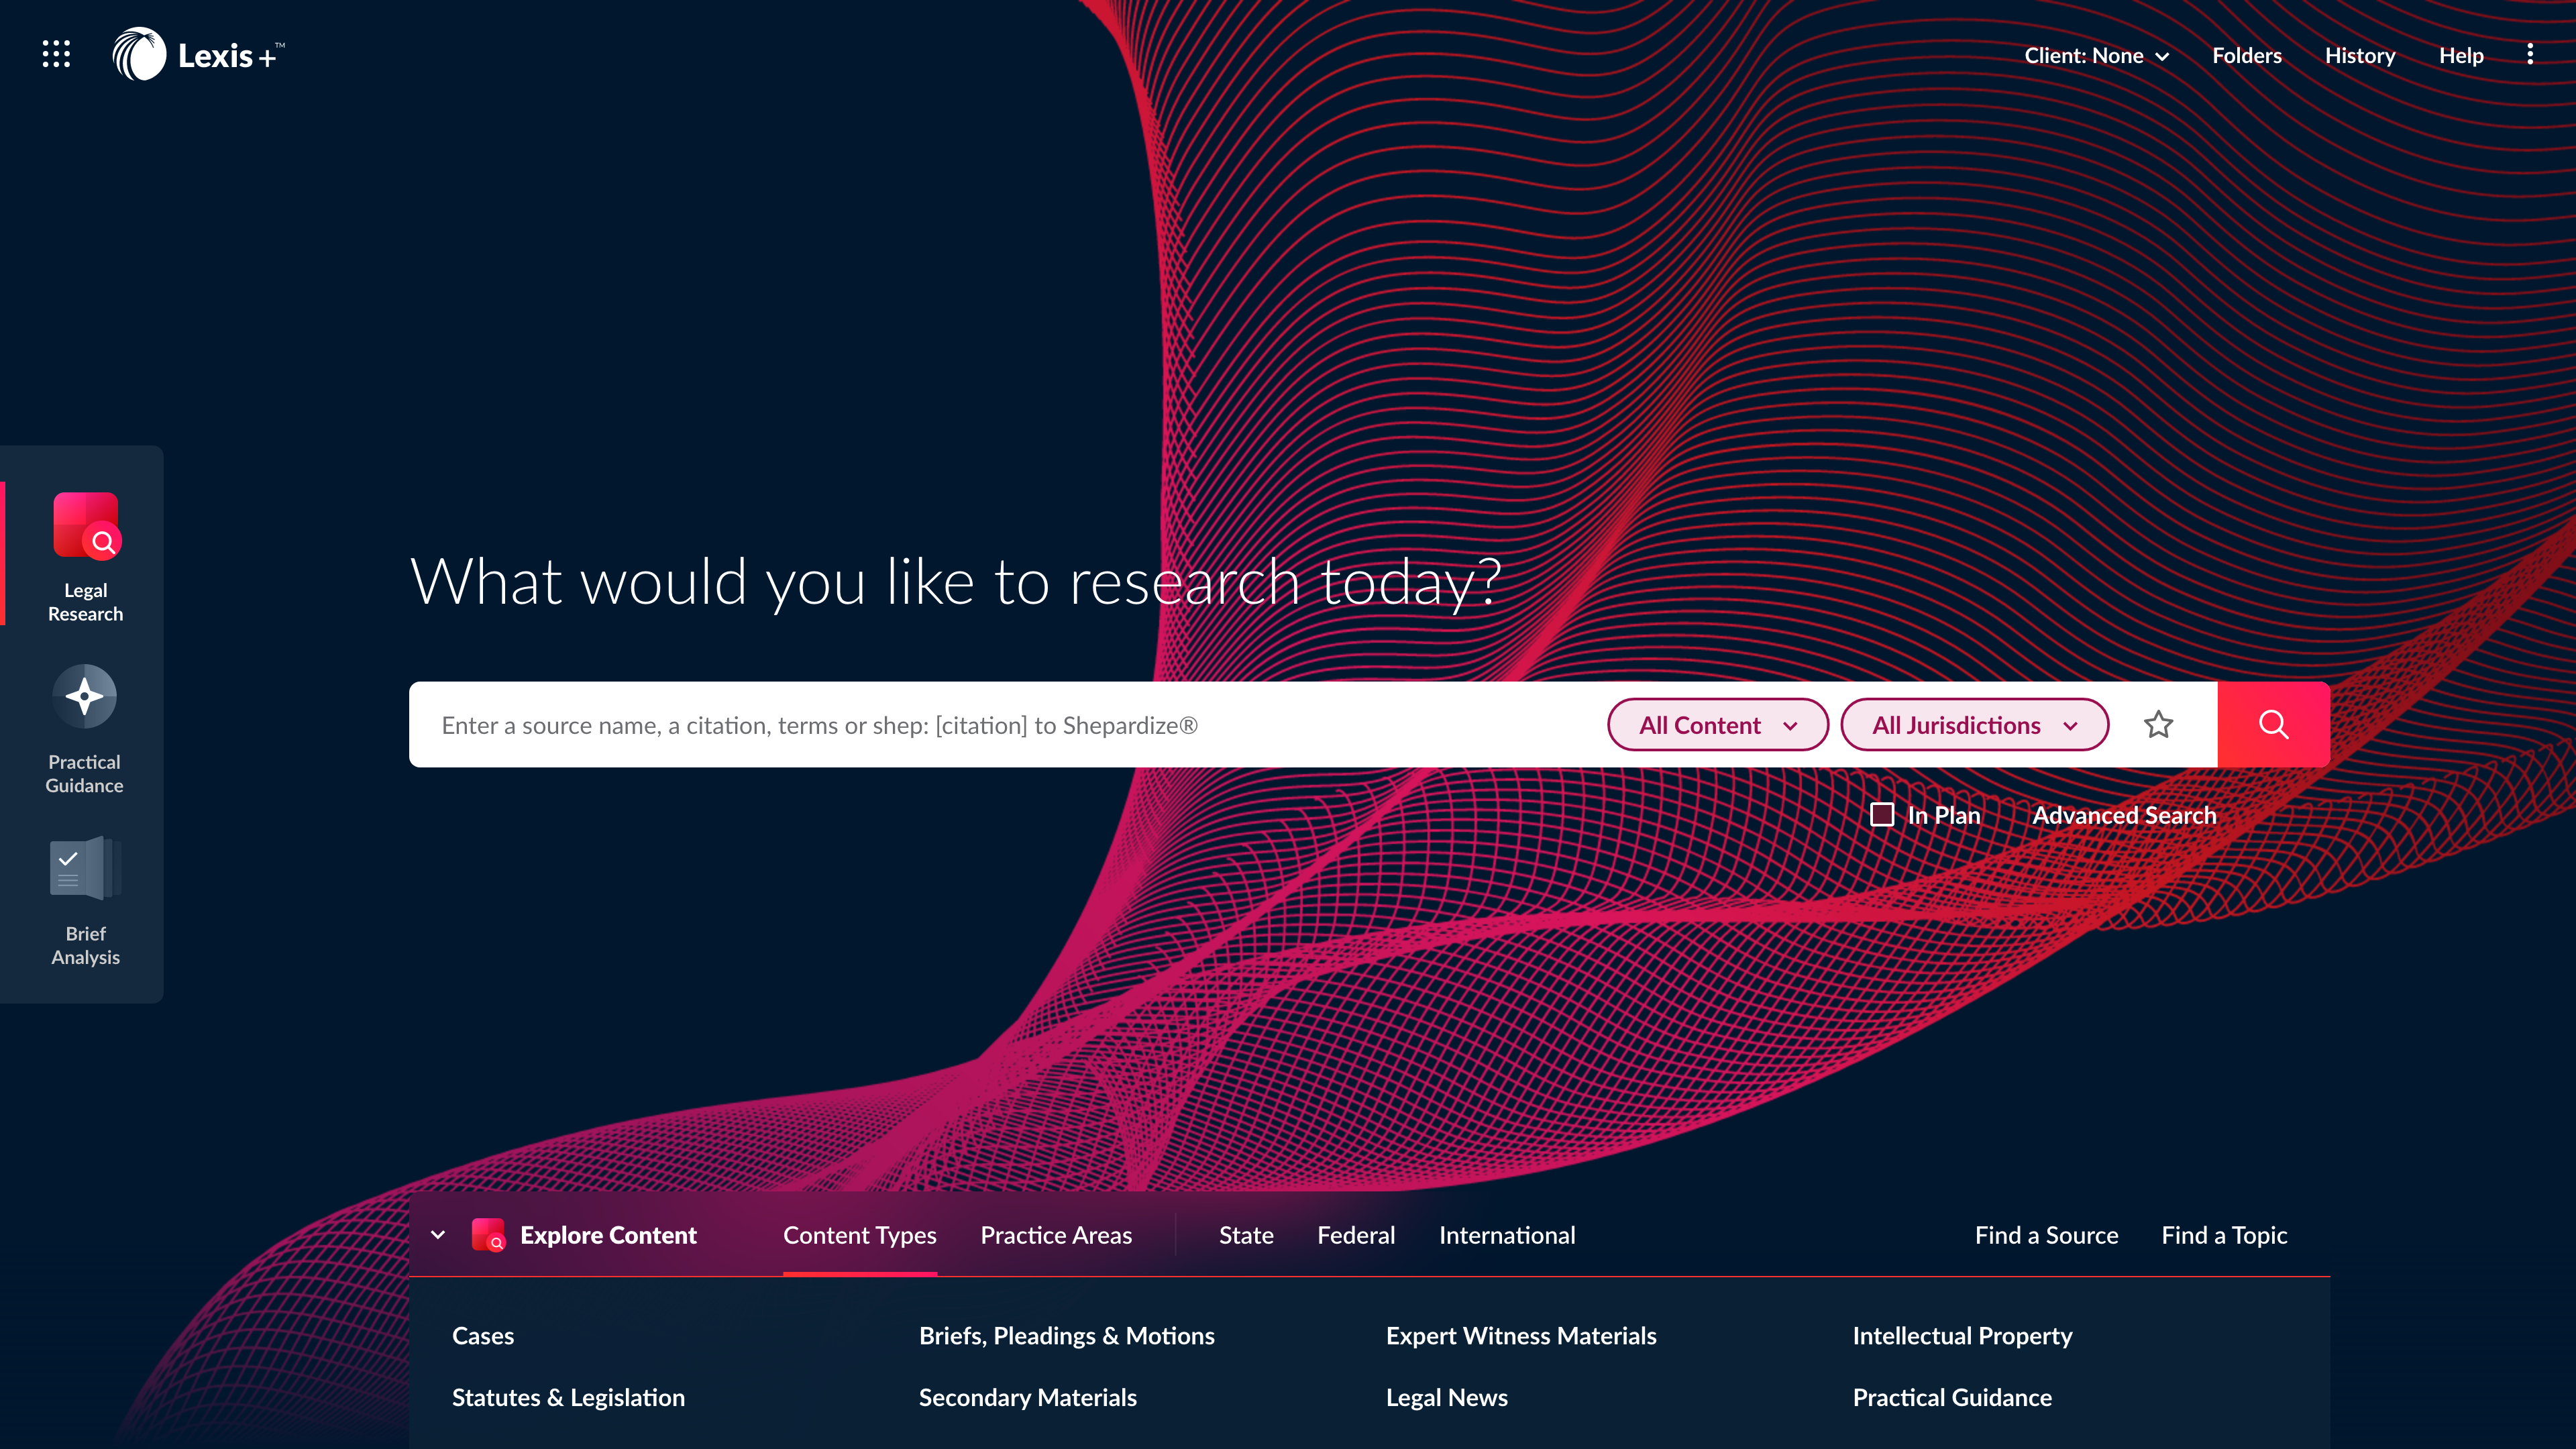 Lexis +™
Client: None
Folders
History
Help
Legal
Research
Practical
Guidance
Brief
Analysis
What would you like to research today?
Enter a source name, a citation, terms or shep: [citation] to Shepardize®
All Content
All Jurisdictions
In Plan
Advanced Search
Explore Content
Content Types
Practice Areas
State
Federal
International
Find a Source
Find a Topic
Cases
Briefs, Pleadings & Motions
Expert Witness Materials
Intellectual Property
Statutes & Legislation
Secondary Materials
Legal News
Practical Guidance